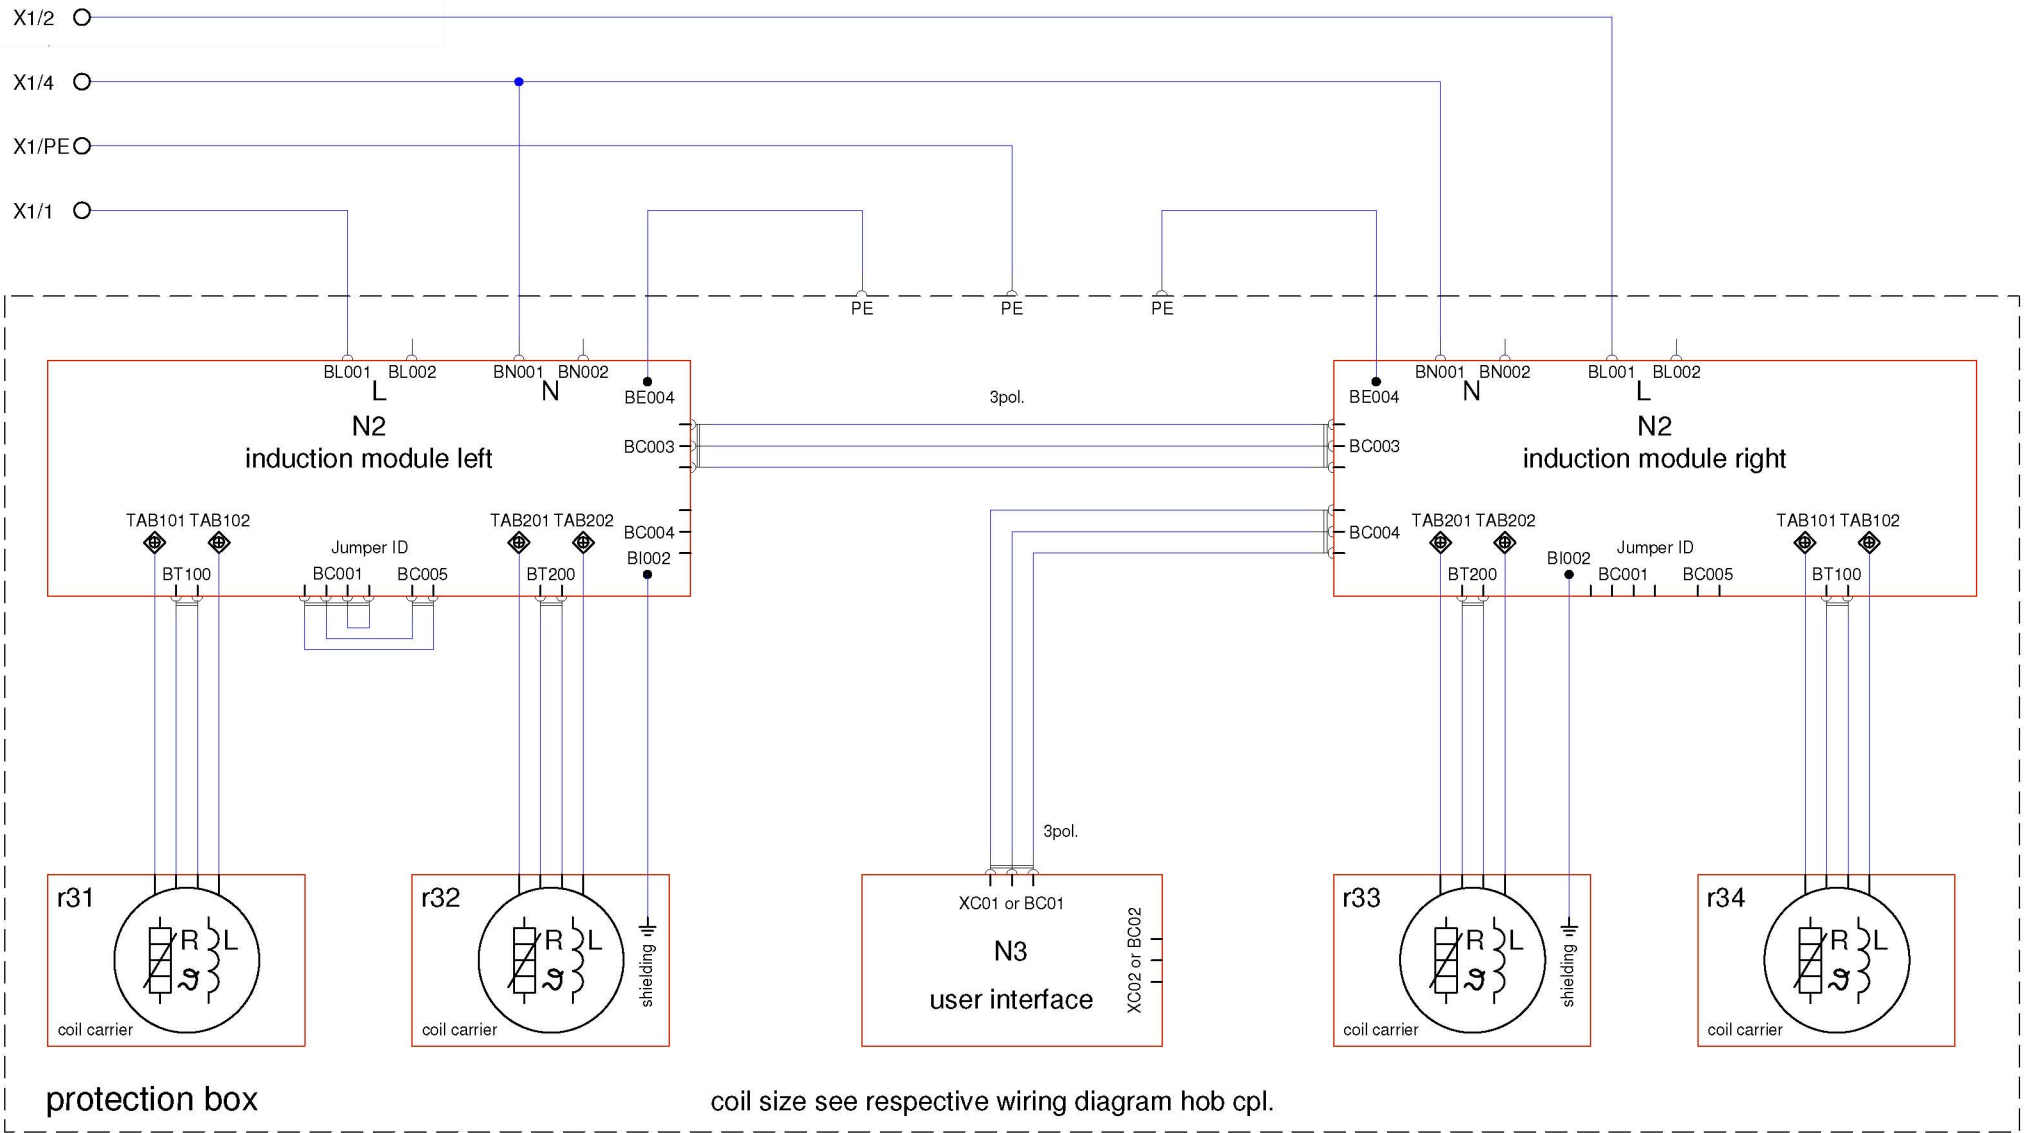 X1/2
X1/4
X1/PE
X1/1
PE PE PE
BL001 BL002 BN001 BN002
L N
BE004
N2
induction module left
BC003
TAB101 TAB102 TAB201 TAB202
BC004
Jumper ID
BI002
BT100 BC001 BC005 BT200
3pol.
BN001 BN002 BL001 BL002
N L
BE004
N2
induction module right
BC003
TAB201 TAB202 TAB101 TAB102
BC004
Jumper ID
BI002
BT200 BC001 BC005 BT100
3pol.
r31
R L
ϑ
coil carrier
r32
R L
ϑ
shielding
coil carrier
XC01 or BC01
N3
user interface
XC02 or BC02
r33
R L
ϑ
shielding
coil carrier
r34
R L
ϑ
coil carrier
protection box
coil size see respective wiring diagram hob cpl.